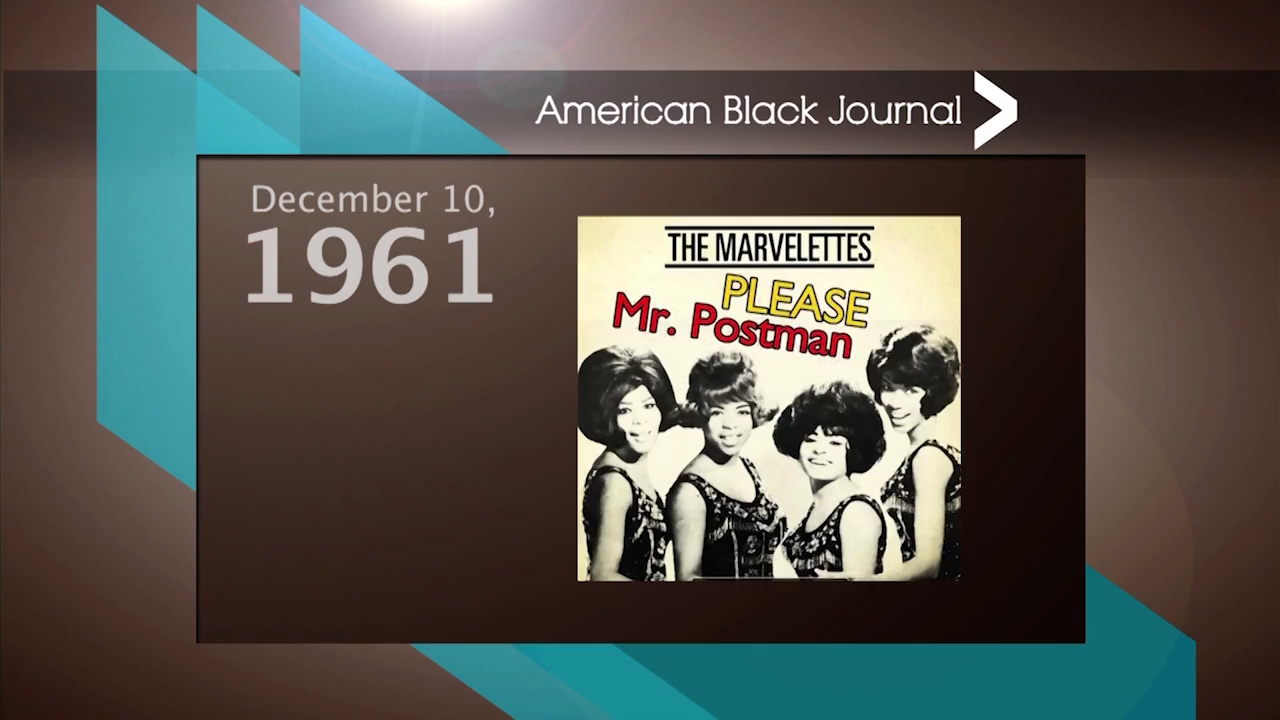 American Black Journal
December 10,
1961
THE MARVELETTES
PLEASE
Mr. Postman